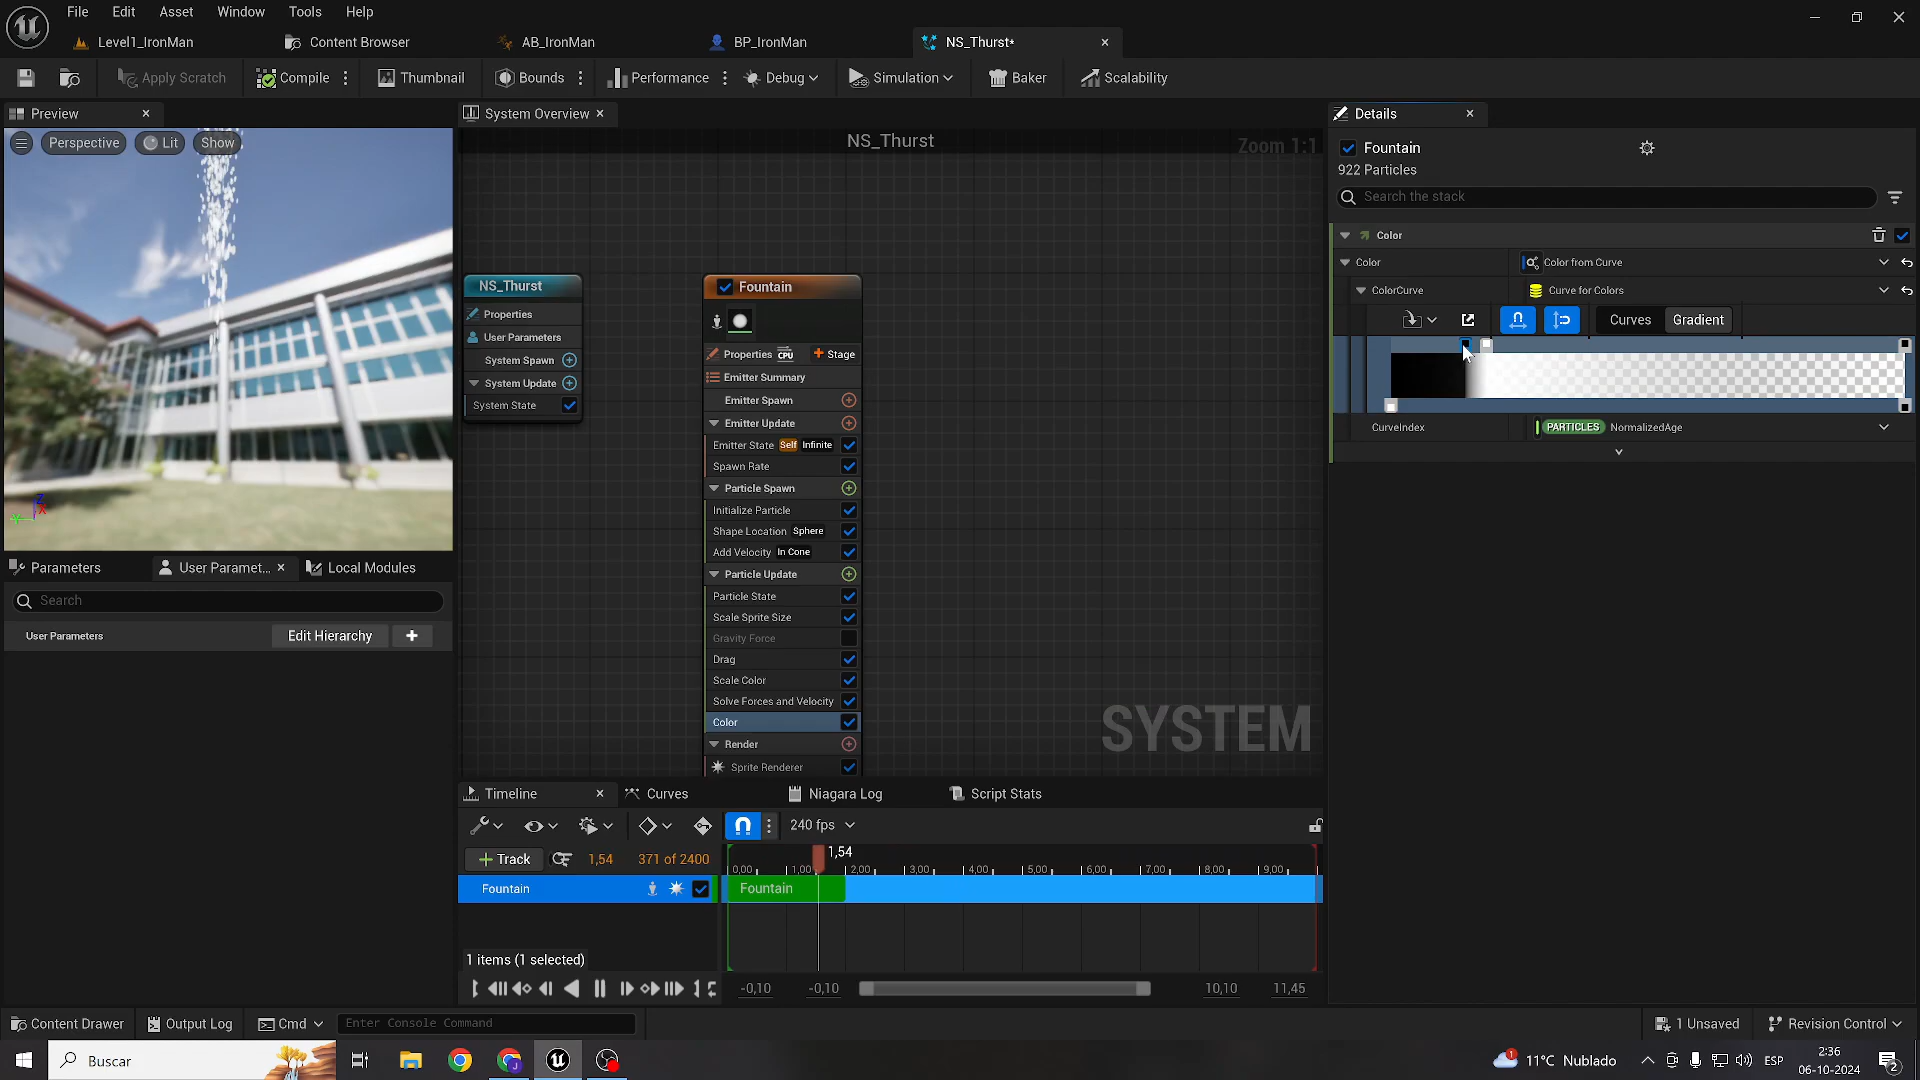 File Edit Asset Window Tools Help
Level1_IronMan Content Browser AB_IronMan BP_IronMan NS_Thurst*
Apply Scratch Compile Thumbnail Bounds Performance Debug Simulation Baker Scalability
Preview System Overview Details
Perspective Lit Show
NS_Thurst
Zoom 1:1
Fountain
922 Particles
Search the stack
Color
Color Color from Curve
ColorCurve Curve for Colors
Curves Gradient
CurveIndex PARTICLES NormalizedAge
NS_Thurst
Properties
User Parameters
System Spawn
System Update
System State
Fountain
Properties CPU Stage
Emitter Summary
Emitter Spawn
Emitter Update
Emitter State Self Infinite
Spawn Rate
Particle Spawn
Initialize Particle
Shape Location Sphere
Add Velocity In Cone
Particle Update
Particle State
Scale Sprite Size
Gravity Force
Drag
Scale Color
Solve Forces and Velocity
Color
Render
Sprite Renderer
SYSTEM
Z
X
Parameters User Paramet... Local Modules
Search
User Parameters Edit Hierarchy
Timeline Curves Niagara Log Script Stats
240 fps
Track 1,54 371 of 2400
1,54
0,00 1,00 2,00 3,00 4,00 5,00 6,00 7,00 8,00 9,00
Fountain Fountain
1 items (1 selected)
-0,10 -0,10 10,10 11,45
Content Drawer Output Log Cmd Enter Console Command 1 Unsaved Revision Control
Buscar 1 11°C Nublado ESP 2:36
06-10-2024 2